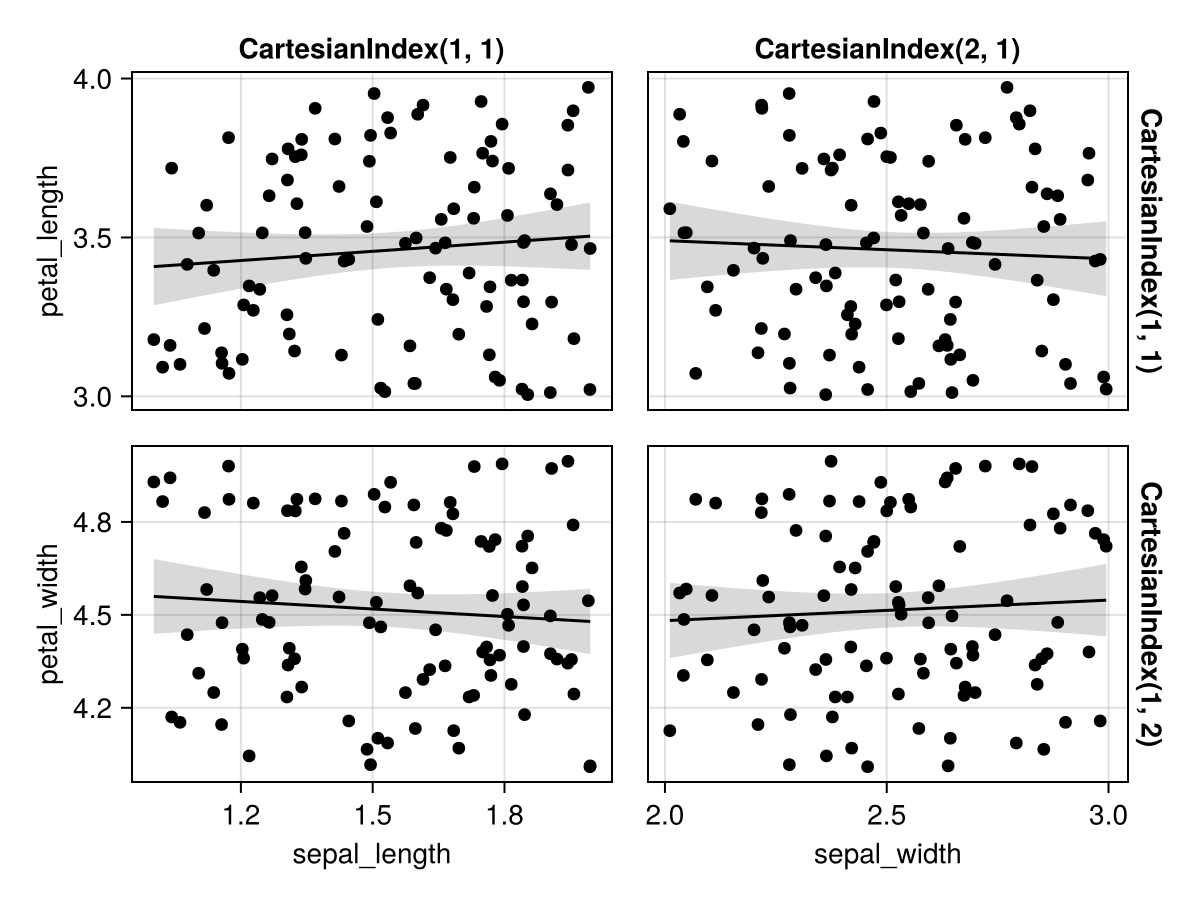 CartesianIndex(1, 1) CartesianIndex(2, 1)
petal_length
4.0
3.5
3.0
CartesianIndex(1, 1)
petal_width
4.8
4.5
4.2
CartesianIndex(1, 2)
1.2 1.5 1.8 2.0 2.5 3.0
sepal_length sepal_width